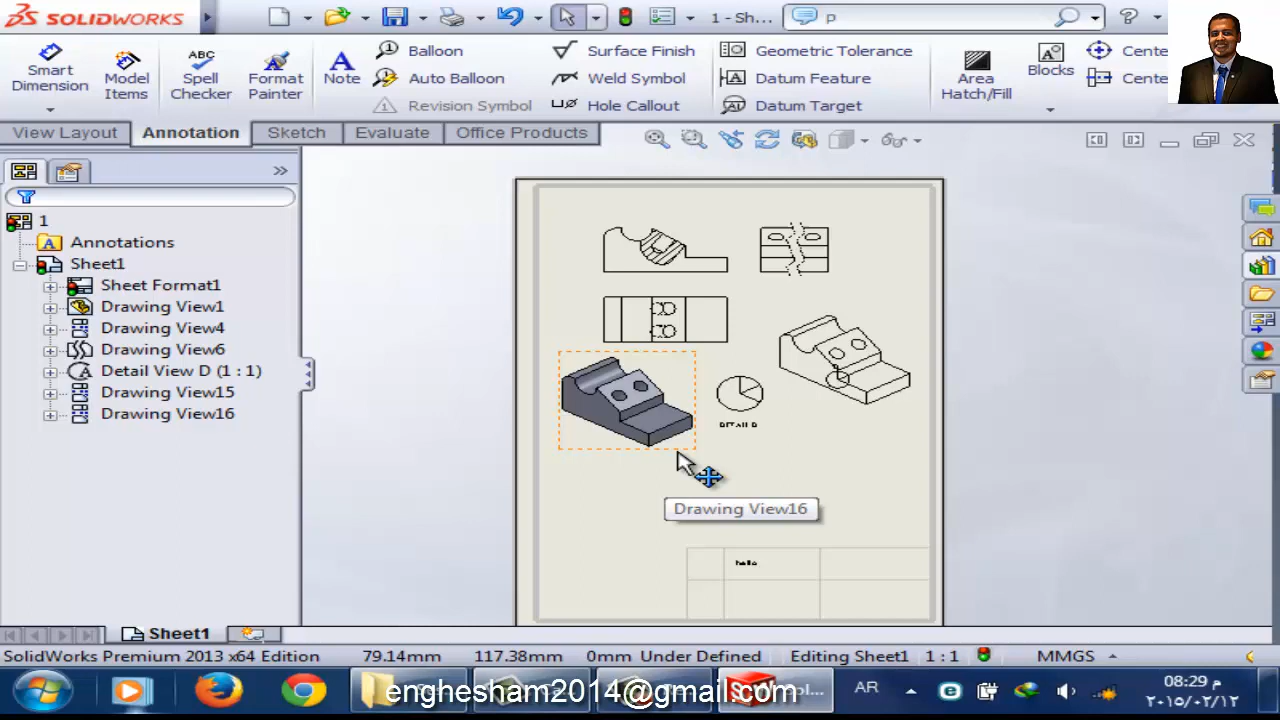 SOLIDWORKS
1 - Sh...
p
Smart Dimension
Model Items
ABC
Spell Checker
Format Painter
Note
Balloon
Auto Balloon
Revision Symbol
Surface Finish
Weld Symbol
Hole Callout
Geometric Tolerance
Datum Feature
Datum Target
Area Hatch/Fill
Blocks
Cente
Cente
View Layout
Annotation
Sketch
Evaluate
Office Products
1
Annotations
Sheet1
Sheet Format1
Drawing View1
Drawing View4
Drawing View6
Detail View D (1 : 1)
Drawing View15
Drawing View16
DETAIL D
Drawing View16
hello
Sheet1
SolidWorks Premium 2013 x64 Edition
79.14mm
117.38mm
0mm
Under Defined
Editing Sheet1
1 : 1
MMGS
enghesham2014@gmail.com
AR
08:29 م
٢٠١٥/٠٢/١٢